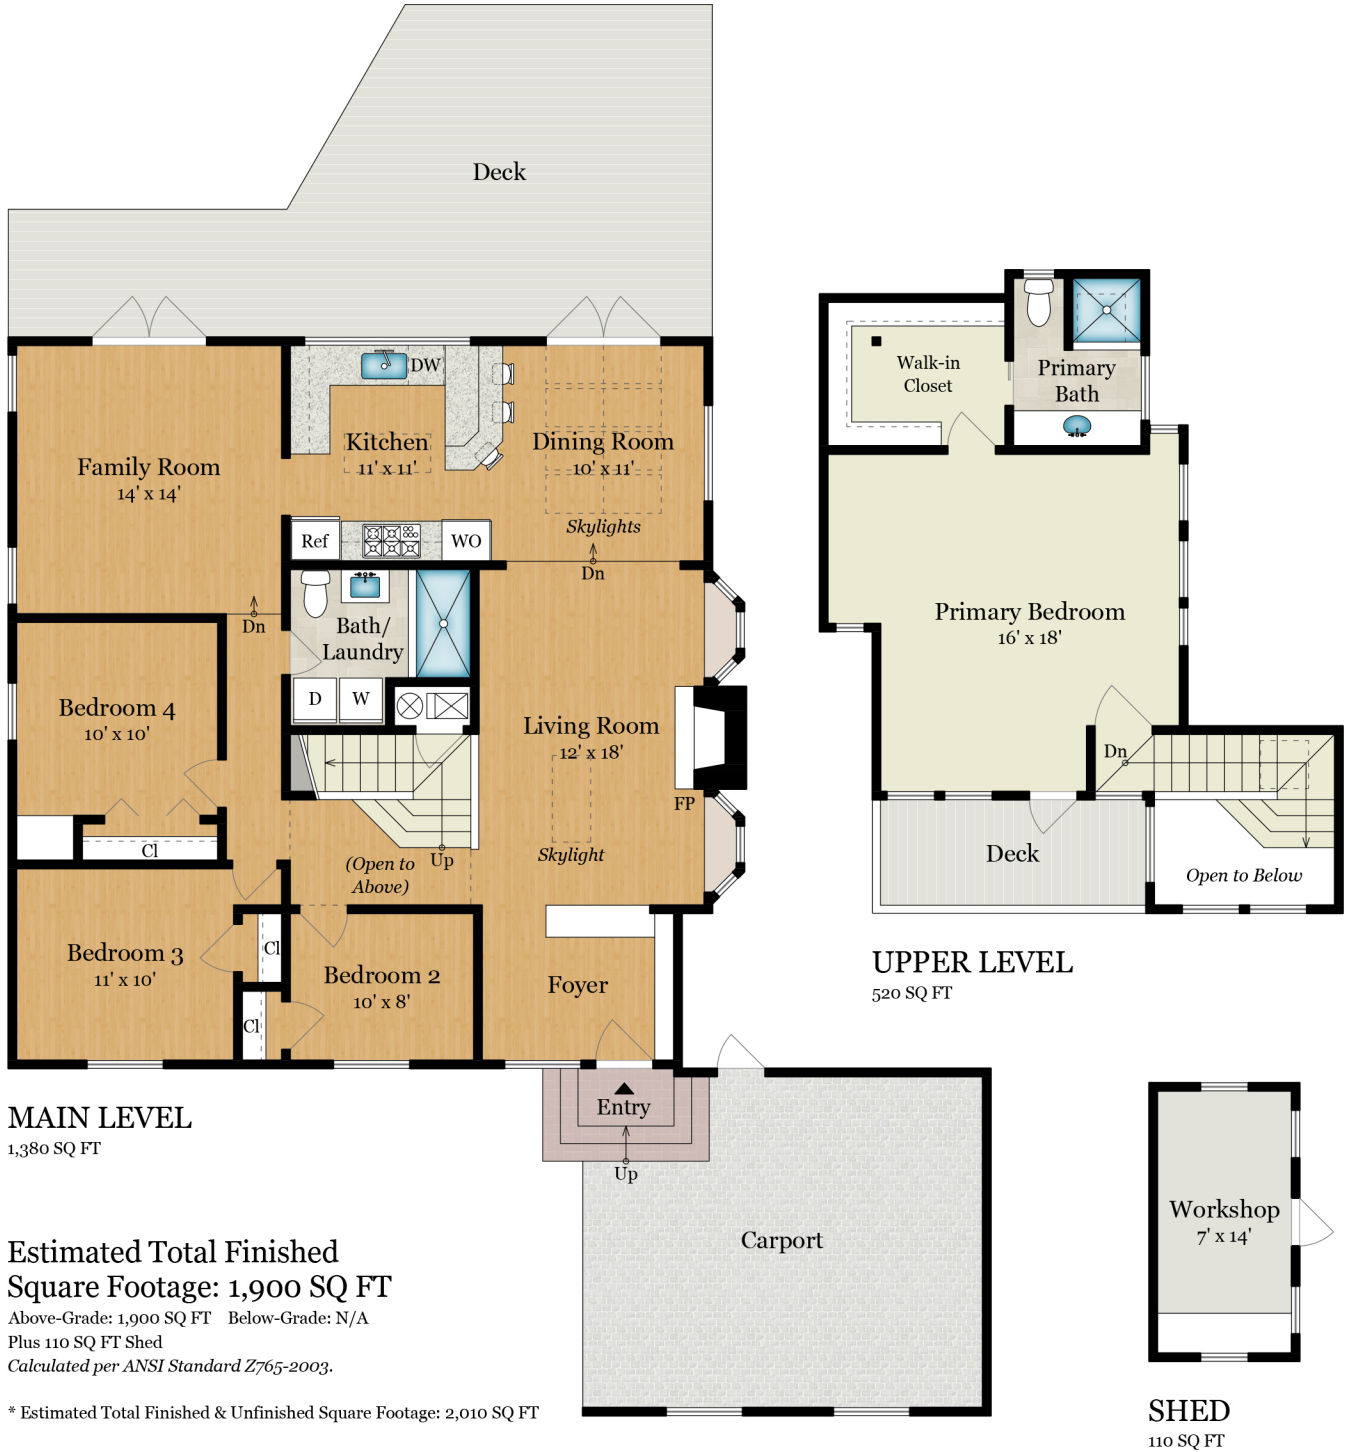 Deck
DW
Kitchen
11' x 11'
Dining Room
10' x 11'
Skylights
Family Room
14' x 14'
Ref
WO
Dn
Dn
Bath/
Laundry
D
W
Bedroom 4
10' x 10'
Cl
Living Room
12' x 18'
FP
Skylight
Up
(Open to
Above)
Bedroom 3
11' x 10'
Cl
Cl
Bedroom 2
10' x 8'
Foyer
Entry
Up
Carport
MAIN LEVEL
1,380 SQ FT
Walk-in
Closet
Primary
Bath
Primary Bedroom
16' x 18'
Dn
Deck
Open to Below
UPPER LEVEL
520 SQ FT
Workshop
7' x 14'
SHED
110 SQ FT
Estimated Total Finished
Square Footage: 1,900 SQ FT
Above-Grade: 1,900 SQ FT Below-Grade: N/A
Plus 110 SQ FT Shed
Calculated per ANSI Standard Z765-2003.
* Estimated Total Finished & Unfinished Square Footage: 2,010 SQ FT